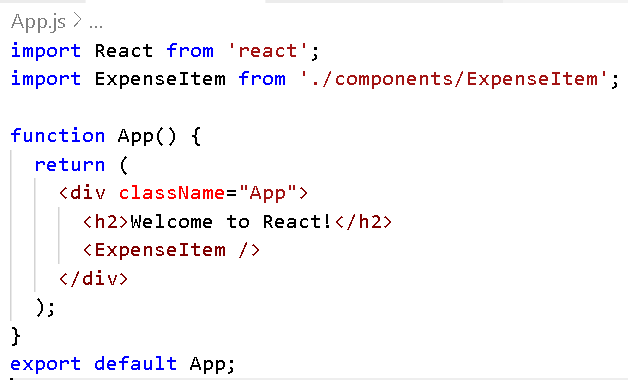 App.js > ...
import React from 'react';
import ExpenseItem from './components/ExpenseItem';

function App() {
  return (
    <div className="App">
      <h2>Welcome to React!</h2>
      <ExpenseItem />
    </div>
  );
}
export default App;